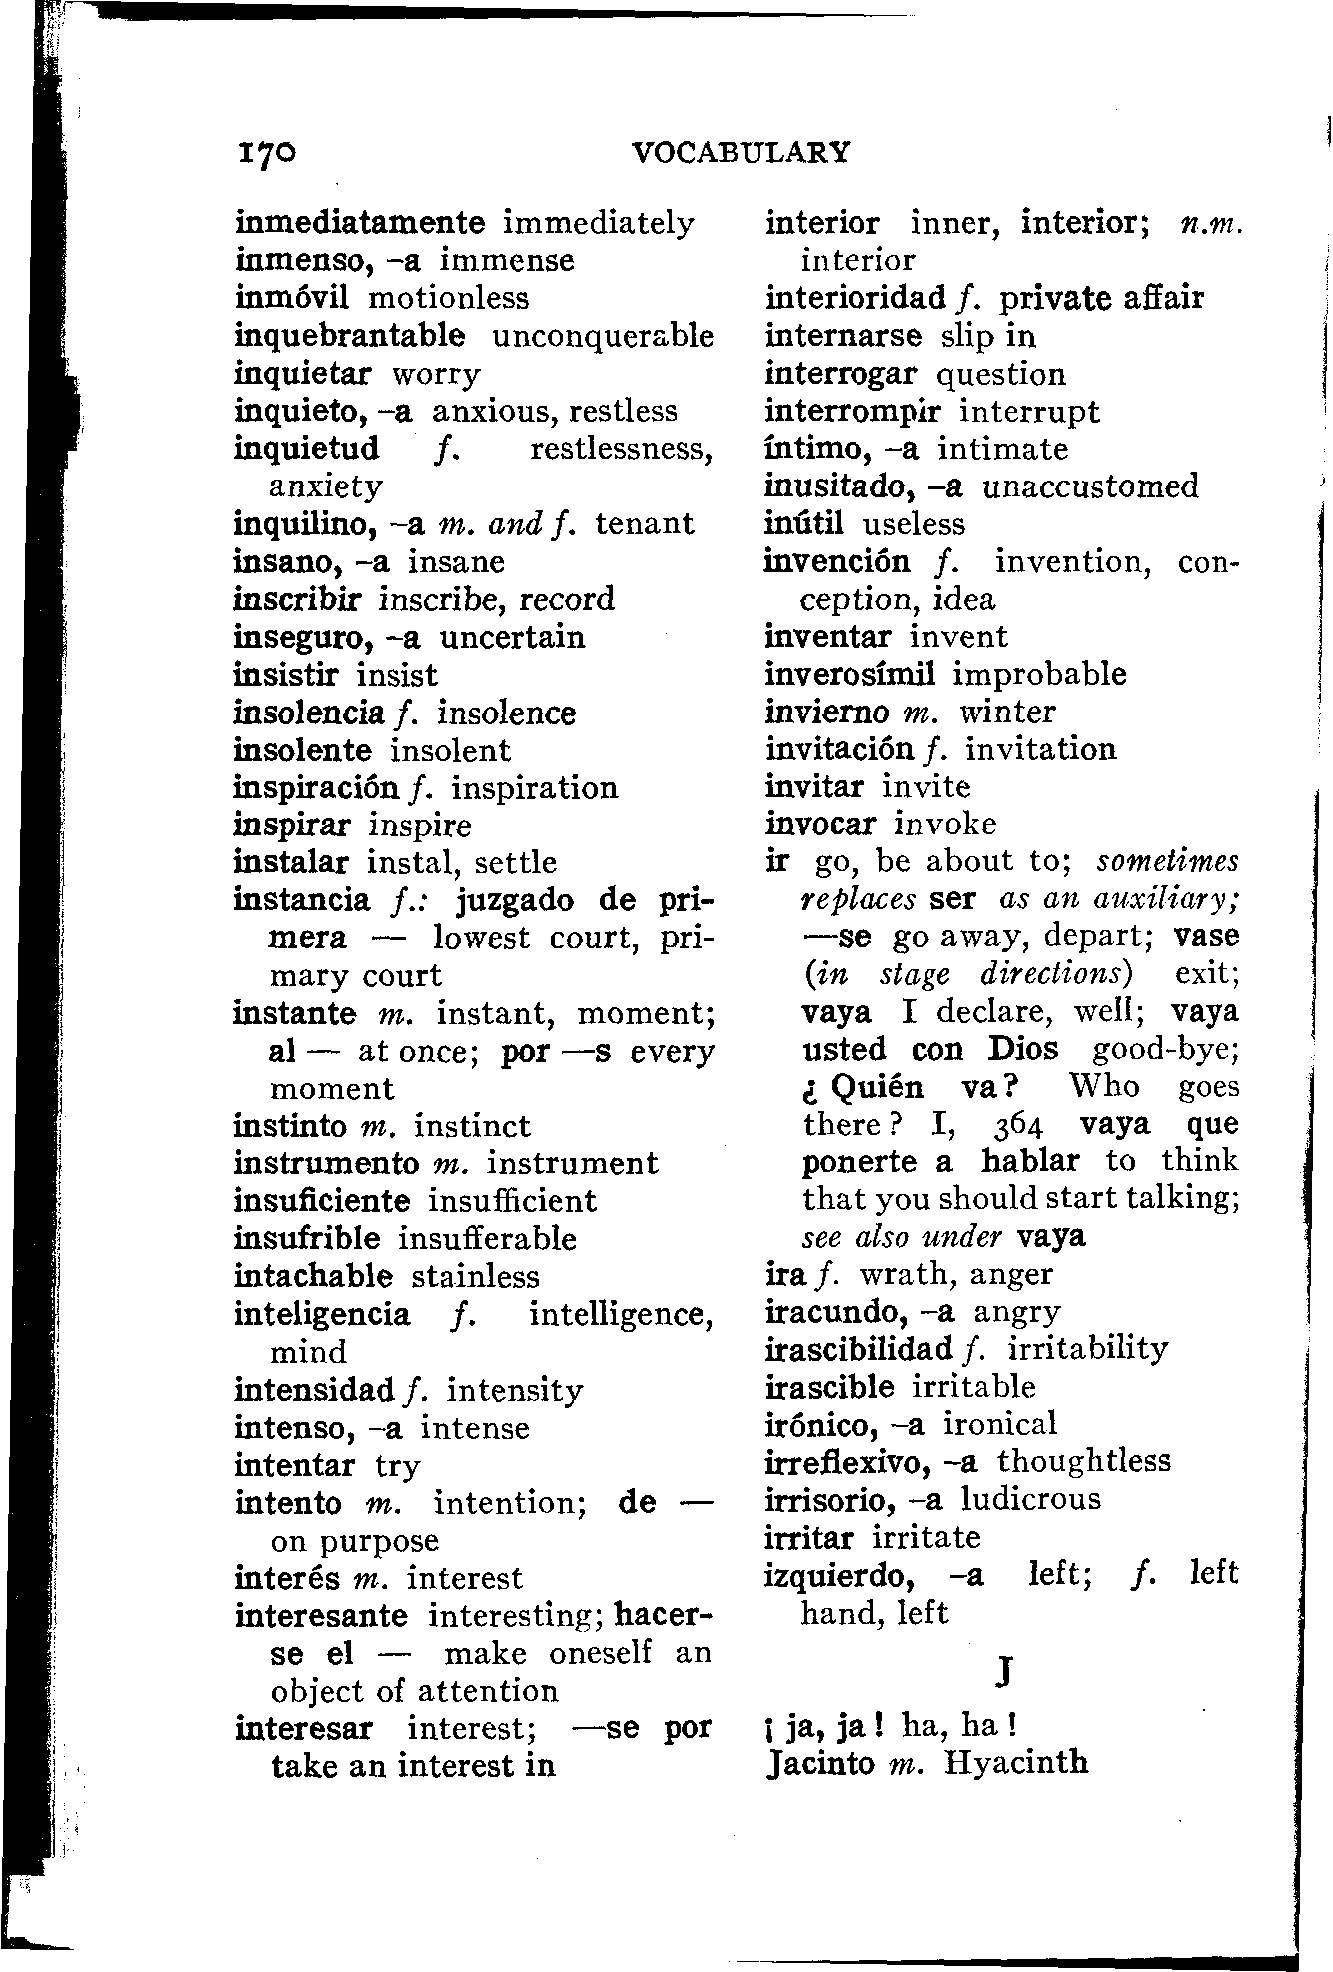 170 VOCABULARY
inmediatamente immediately
inmenso, –a immense
inmóvil motionless
inquebrantable unconquerable
inquietar worry
inquieto, –a anxious, restless
inquietud f. restlessness,
anxiety
inquilino, –a m. and f. tenant
insano, –a insane
inscribir inscribe, record
inseguro, –a uncertain
insistir insist
insolencia f. insolence
insolente insolent
inspiración f. inspiration
inspirar inspire
instalar instal, settle
instancia f.: juzgado de pri-
mera — lowest court, pri-
mary court
instante m. instant, moment;
al — at once; por —s every
moment
instinto m. instinct
instrumento m. instrument
insuficiente insufficient
insufrible insufferable
intachable stainless
inteligencia f. intelligence,
mind
intensidad f. intensity
intenso, –a intense
intentar try
intento m. intention; de —
on purpose
interés m. interest
interesante interesting; hacer-
se el — make oneself an
object of attention
interesar interest; —se por
take an interest in
interior inner, interior; n.m.
interior
interioridad f. private affair
internarse slip in
interrogar question
interrompir interrupt
íntimo, –a intimate
inusitado, –a unaccustomed
inútil useless
invención f. invention, con-
ception, idea
inventar invent
inverosímil improbable
invierno m. winter
invitación f. invitation
invitar invite
invocar invoke
ir go, be about to; sometimes
replaces ser as an auxiliary;
—se go away, depart; vase
(in stage directions) exit;
vaya I declare, well; vaya
usted con Dios good-bye;
¿ Quién va? Who goes
there? I, 364 vaya que
ponerte a hablar to think
that you should start talking;
see also under vaya
ira f. wrath, anger
iracundo, –a angry
irascibilidad f. irritability
irascible irritable
irónico, –a ironical
irreflexivo, –a thoughtless
irrisorio, –a ludicrous
irritar irritate
izquierdo, –a left; f. left
hand, left
J
¡ ja, ja! ha, ha!
Jacinto m. Hyacinth